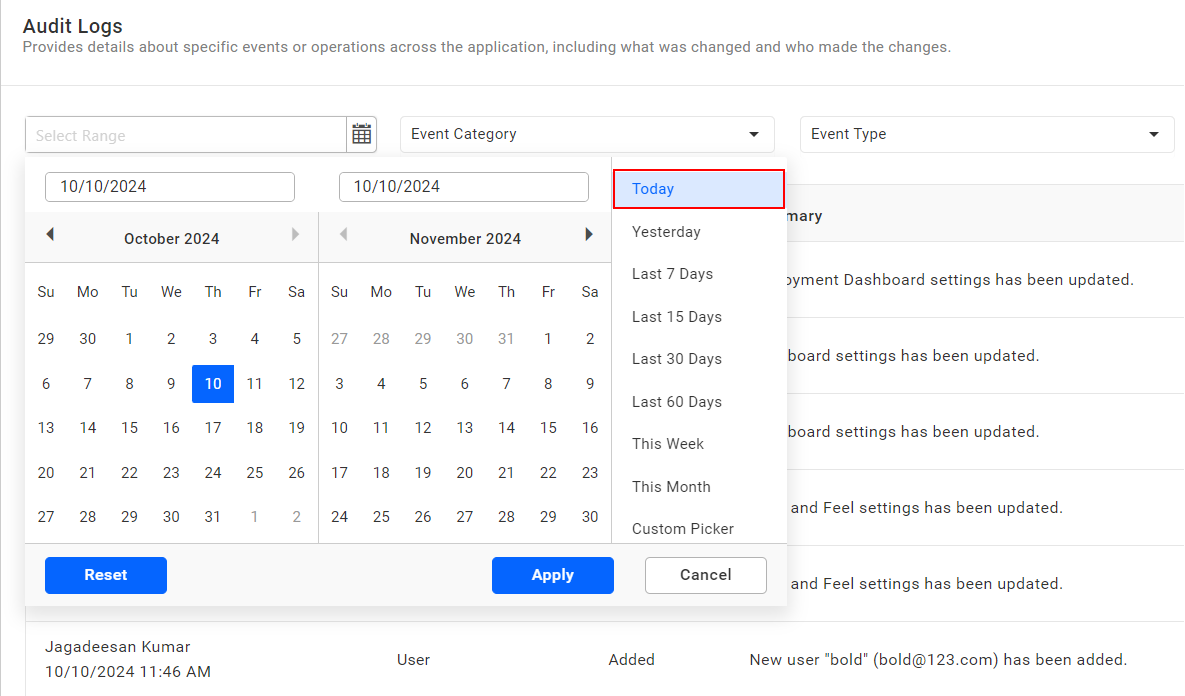 Audit Logs
Provides details about specific events or operations across the application, including what was changed and who made the changes.
Select Range
Event Category
Event Type
10/10/2024 10/10/2024
October 2024 November 2024
Su Mo Tu We Th Fr Sa Su Mo Tu We Th Fr Sa
29 30 1 2 3 4 5 27 28 29 30 31 1 2
6 7 8 9 10 11 12 3 4 5 6 7 8 9
13 14 15 16 17 18 19 10 11 12 13 14 15 16
20 21 22 23 24 25 26 17 18 19 20 21 22 23
27 28 29 30 31 1 2 24 25 26 27 28 29 30
Today
Yesterday
Last 7 Days
Last 15 Days
Last 30 Days
Last 60 Days
This Week
This Month
Custom Picker
Reset Apply Cancel
mary
oyment Dashboard settings has been updated.
board settings has been updated.
board settings has been updated.
and Feel settings has been updated.
and Feel settings has been updated.
Jagadeesan Kumar
10/10/2024 11:46 AM
User
Added
New user "bold" (bold@123.com) has been added.